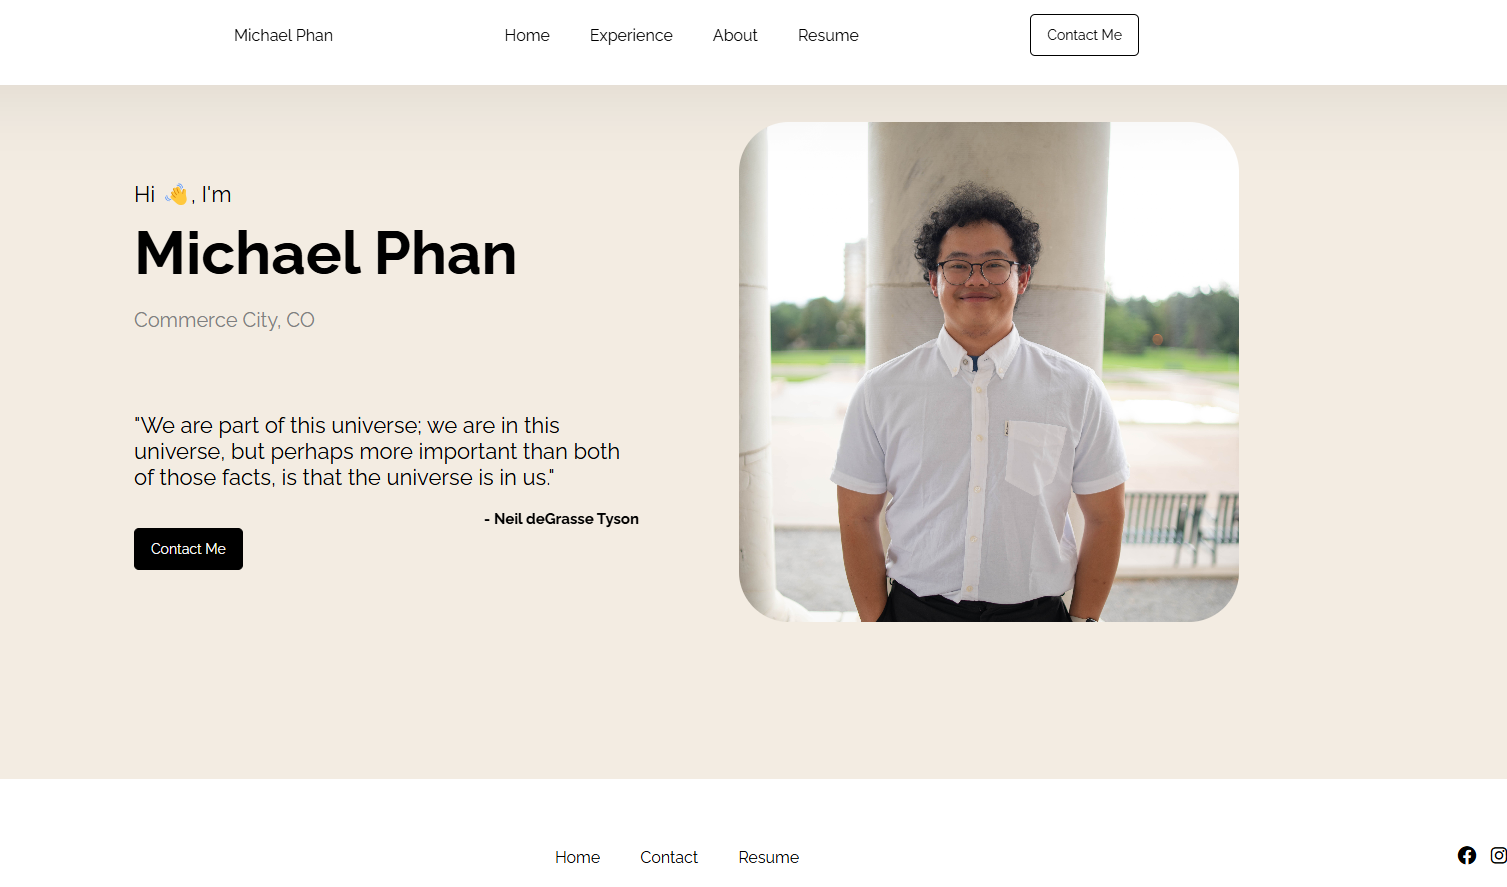 Michael Phan
Home Experience About Resume
Contact Me
Hi 👋, I'm
Michael Phan
Commerce City, CO
"We are part of this universe; we are in this
universe, but perhaps more important than both
of those facts, is that the universe is in us."
- Neil deGrasse Tyson
Contact Me
Home Contact Resume